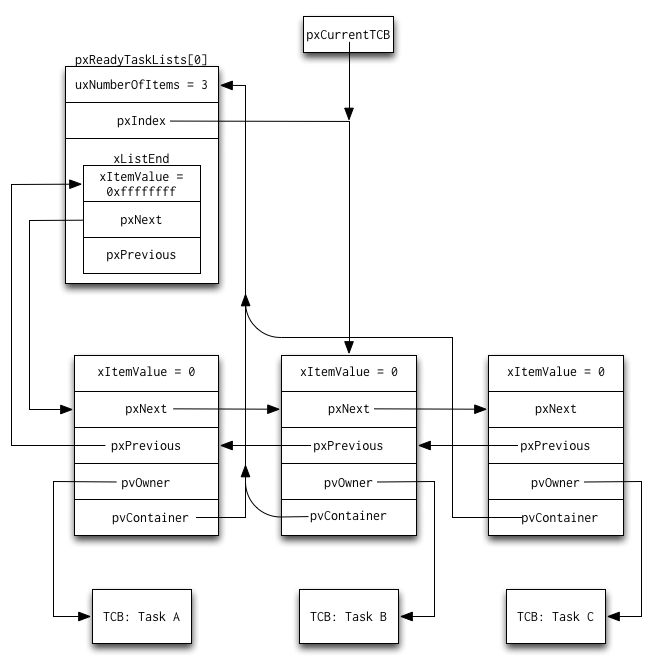 pxCurrentTCB
pxReadyTaskLists[0]
uxNumberOfItems = 3
pxIndex
xListEnd
xItemValue =
0xffffffff
pxNext
pxPrevious
xItemValue = 0
pxNext
pxPrevious
pvOwner
pvContainer
xItemValue = 0
pxNext
pxPrevious
pvOwner
pvContainer
xItemValue = 0
pxNext
pxPrevious
pvOwner
pvContainer
TCB: Task A
TCB: Task B
TCB: Task C